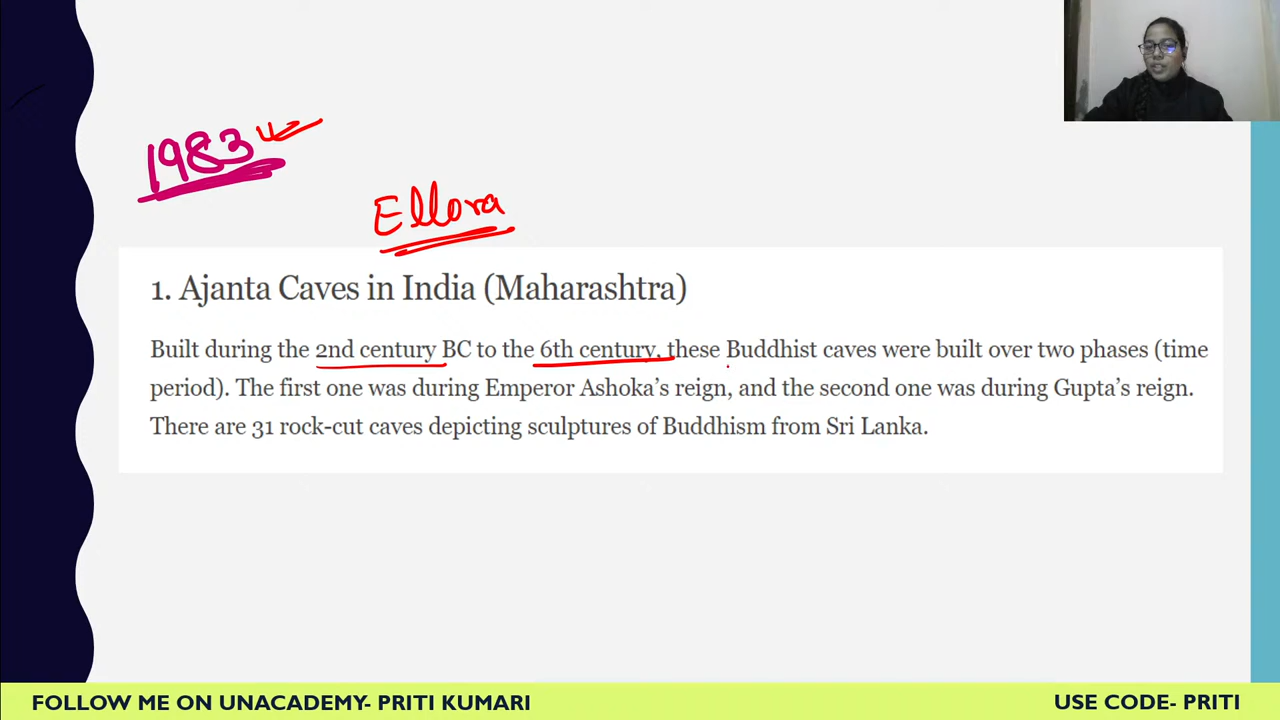 1983
Ellora
1. Ajanta Caves in India (Maharashtra)
Built during the 2nd century BC to the 6th century, these Buddhist caves were built over two phases (time
period). The first one was during Emperor Ashoka’s reign, and the second one was during Gupta’s reign.
There are 31 rock-cut caves depicting sculptures of Buddhism from Sri Lanka.
FOLLOW ME ON UNACADEMY- PRITI KUMARI
USE CODE- PRITI